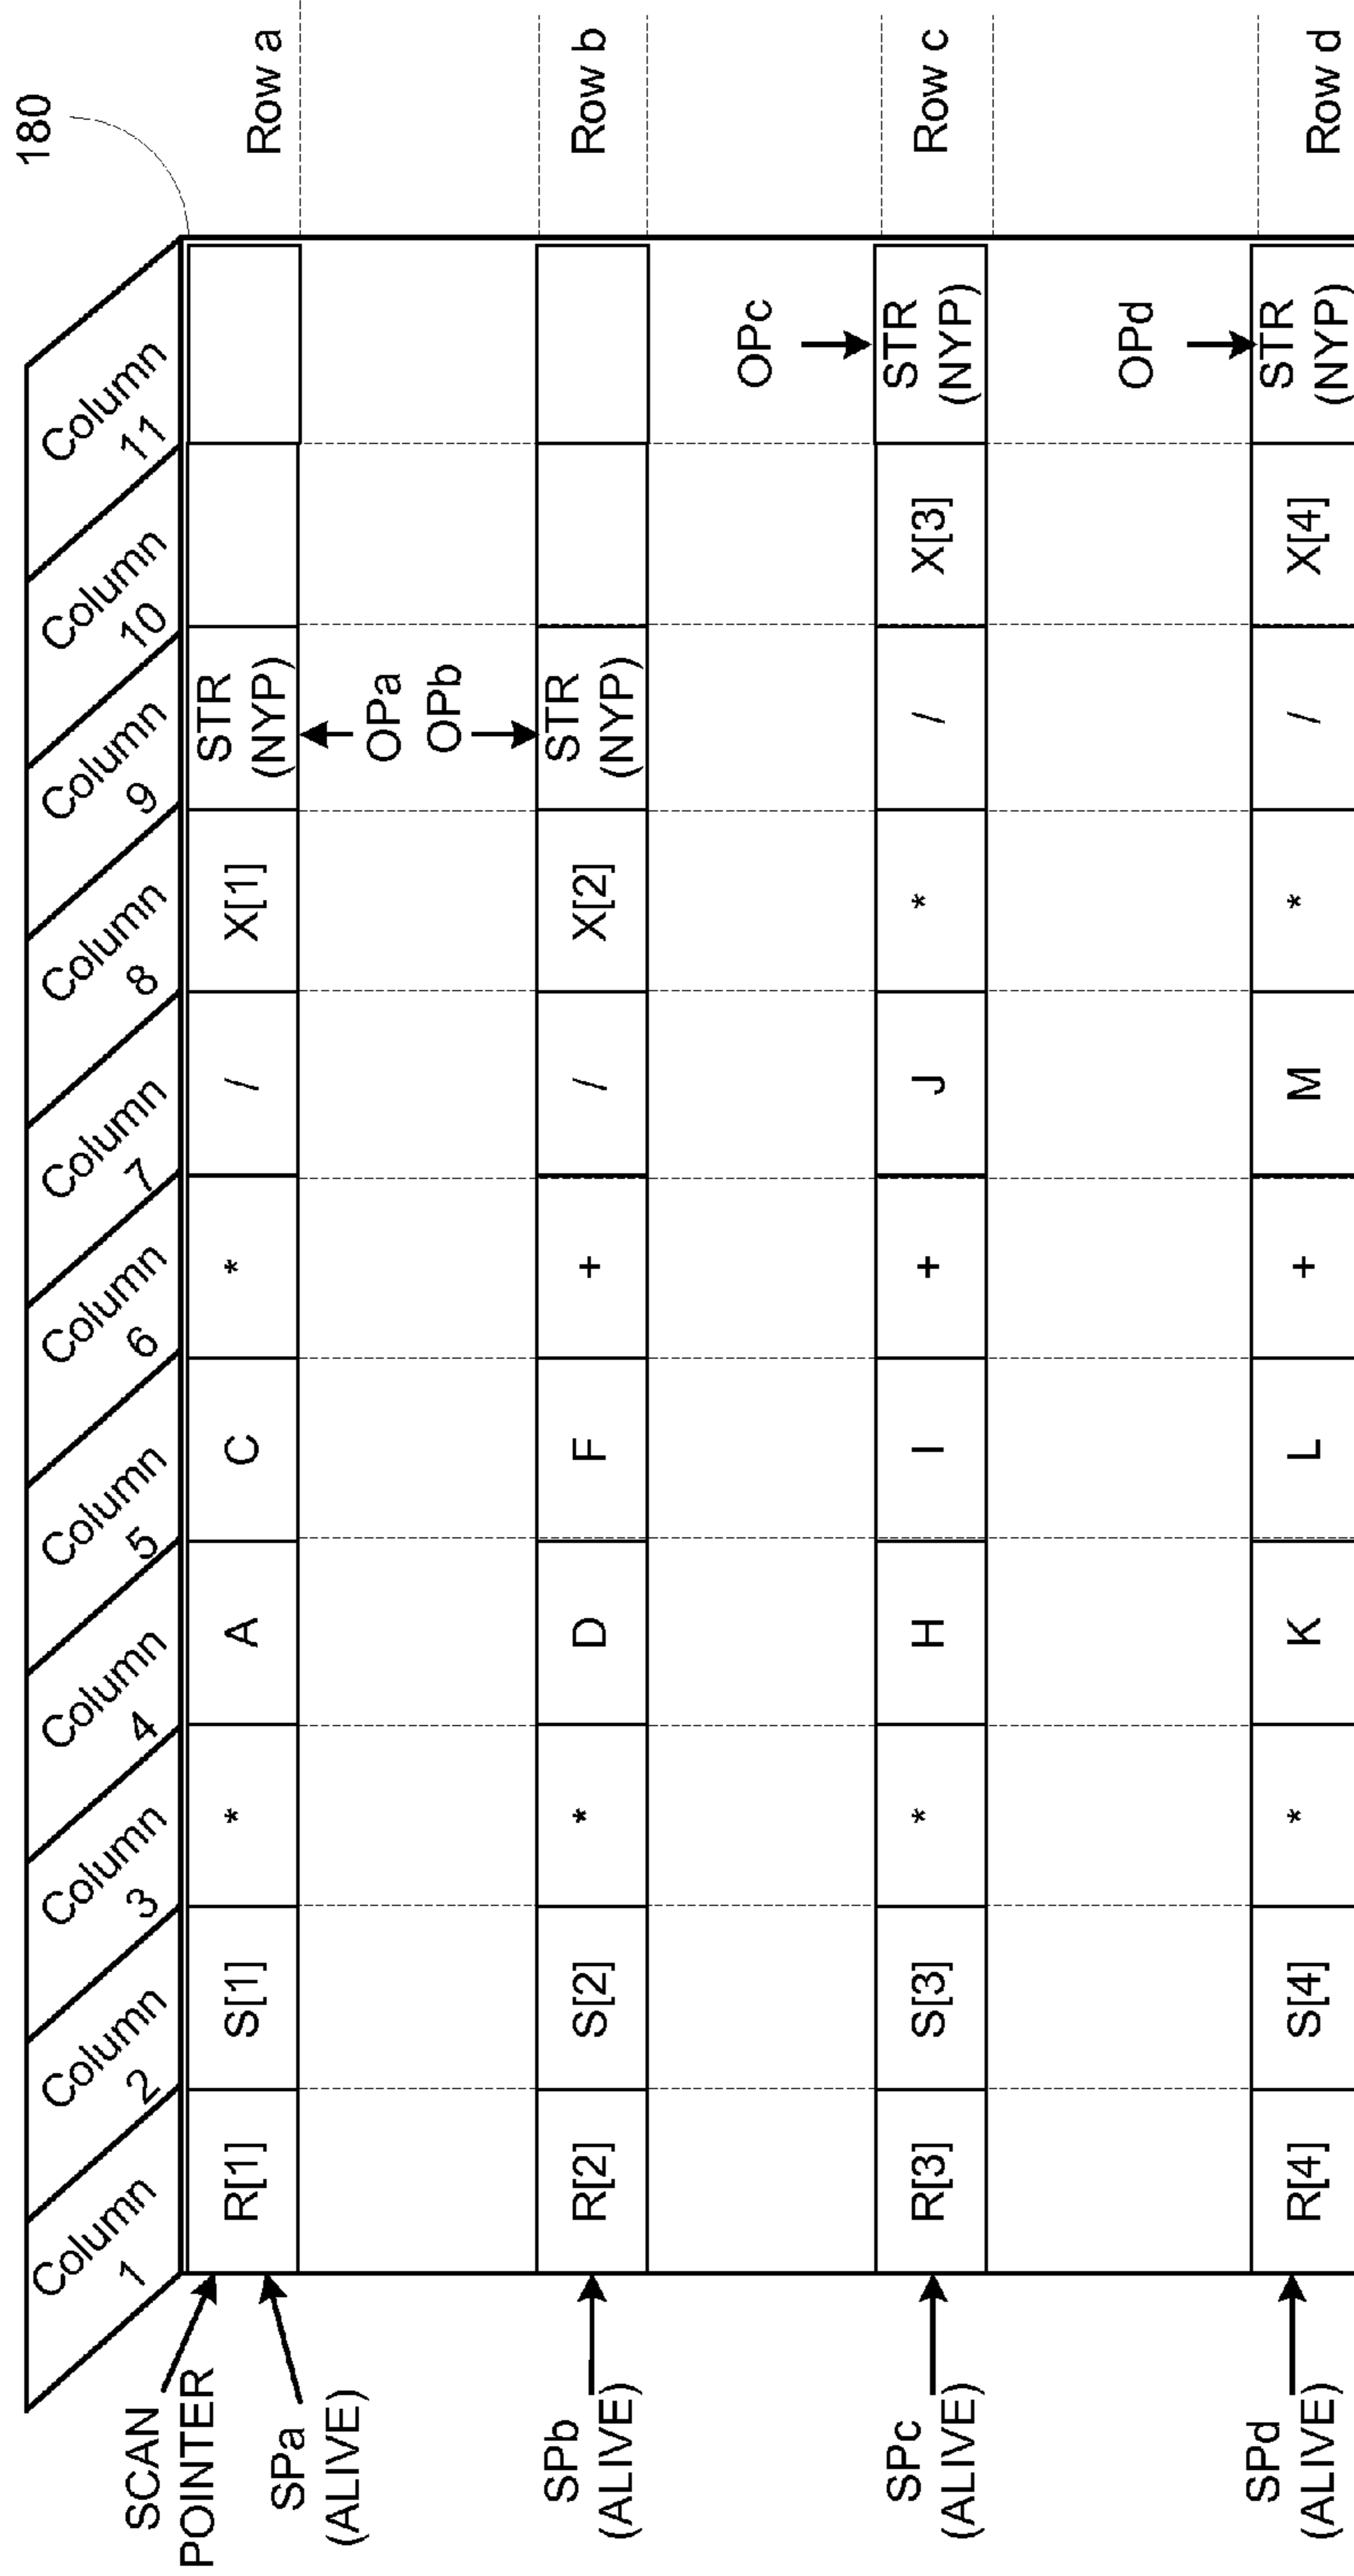 180
Column 1
Column 2
Column 3
Column 4
Column 5
Column 6
Column 7
Column 8
Column 9
Column 10
Column 11
SCAN POINTER
SPa (ALIVE)
R[1] S[1] * A C * / X[1] STR (NYP)
Row a
OPa
OPb
SPb (ALIVE)
R[2] S[2] * D F + / X[2] STR (NYP)
Row b
OPc
SPc (ALIVE)
R[3] S[3] * H I + J * / X[3] STR (NYP)
Row c
OPd
SPd (ALIVE)
R[4] S[4] * K L + M * / X[4] STR (NYP)
Row d